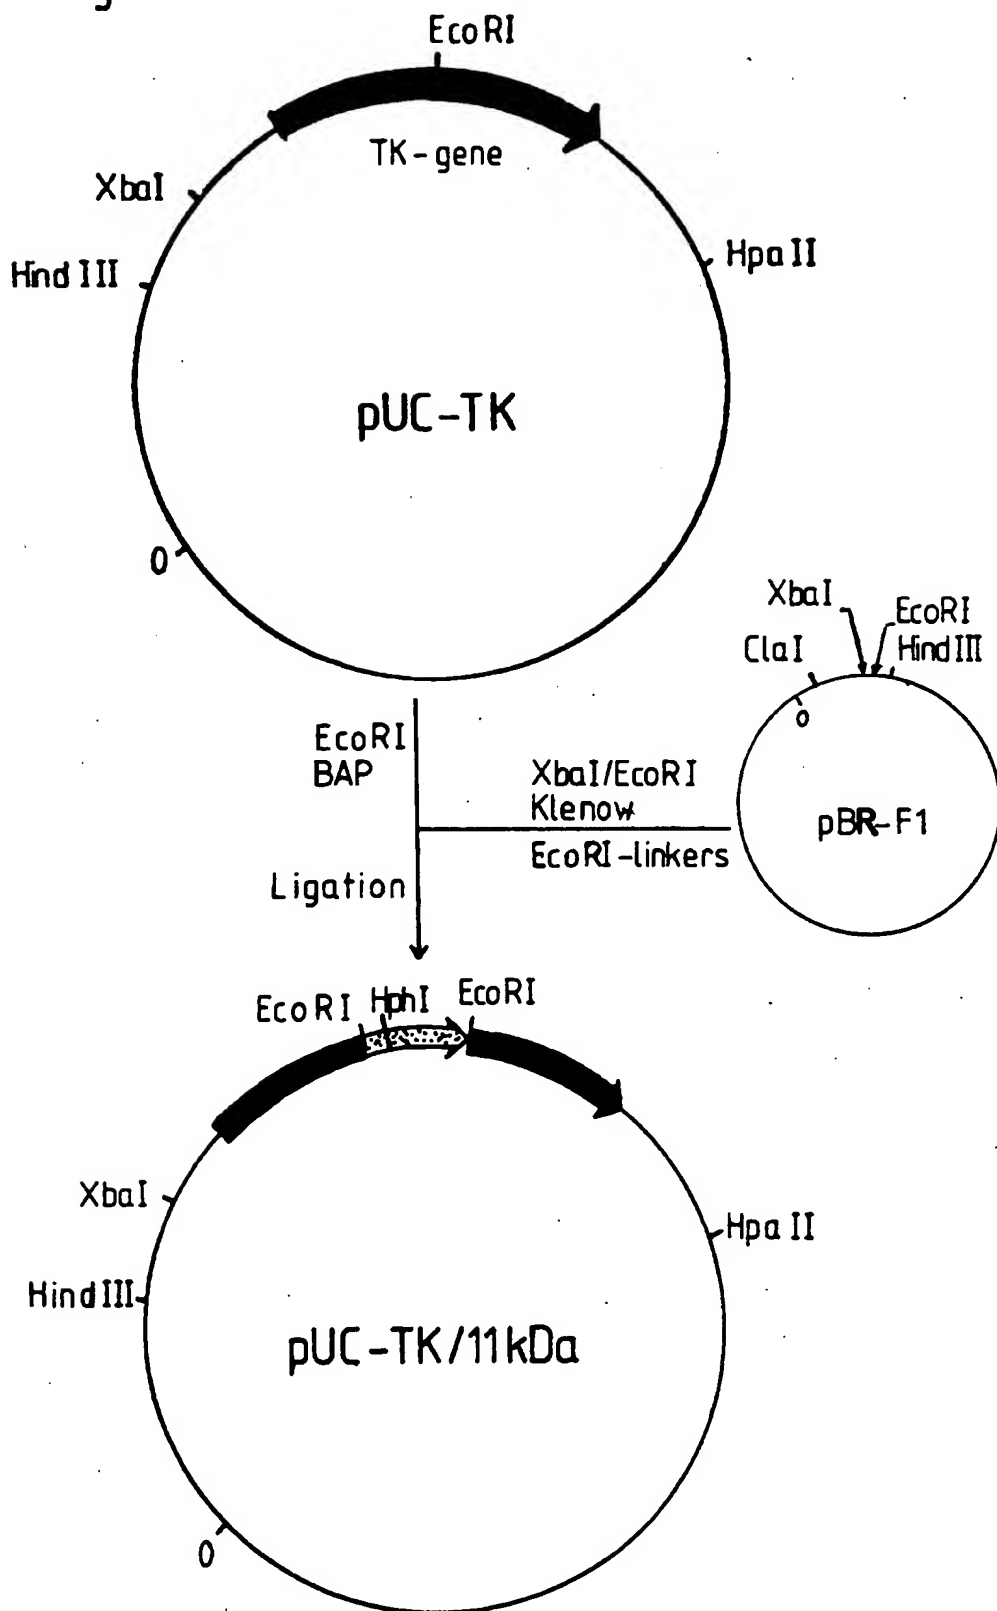 EcoRI
TK-gene
XbaI
HindIII
HpaII
pUC-TK
0
XbaI
EcoRI
ClaI
HindIII
0
pBR-F1
EcoRI
BAP
XbaI/EcoRI
Klenow
EcoRI-linkers
Ligation
EcoRI HphI EcoRI
XbaI
HpaII
HindIII
pUC-TK/11kDa
0